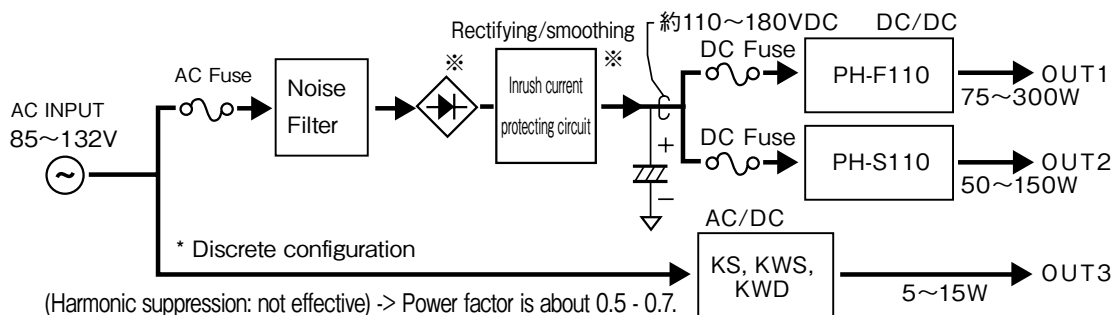 Rectifying/smoothing
約110～180VDC
DC/DC
※
※
DC Fuse
AC Fuse
Noise
Filter
Inrush current
protecting circuit
PH-F110
OUT1
75～300W
AC INPUT
85～132V
~
+
−
DC Fuse
PH-S110
OUT2
50～150W
AC/DC
* Discrete configuration
KS, KWS,
KWD
OUT3
5～15W
(Harmonic suppression: not effective) -> Power factor is about 0.5 - 0.7.